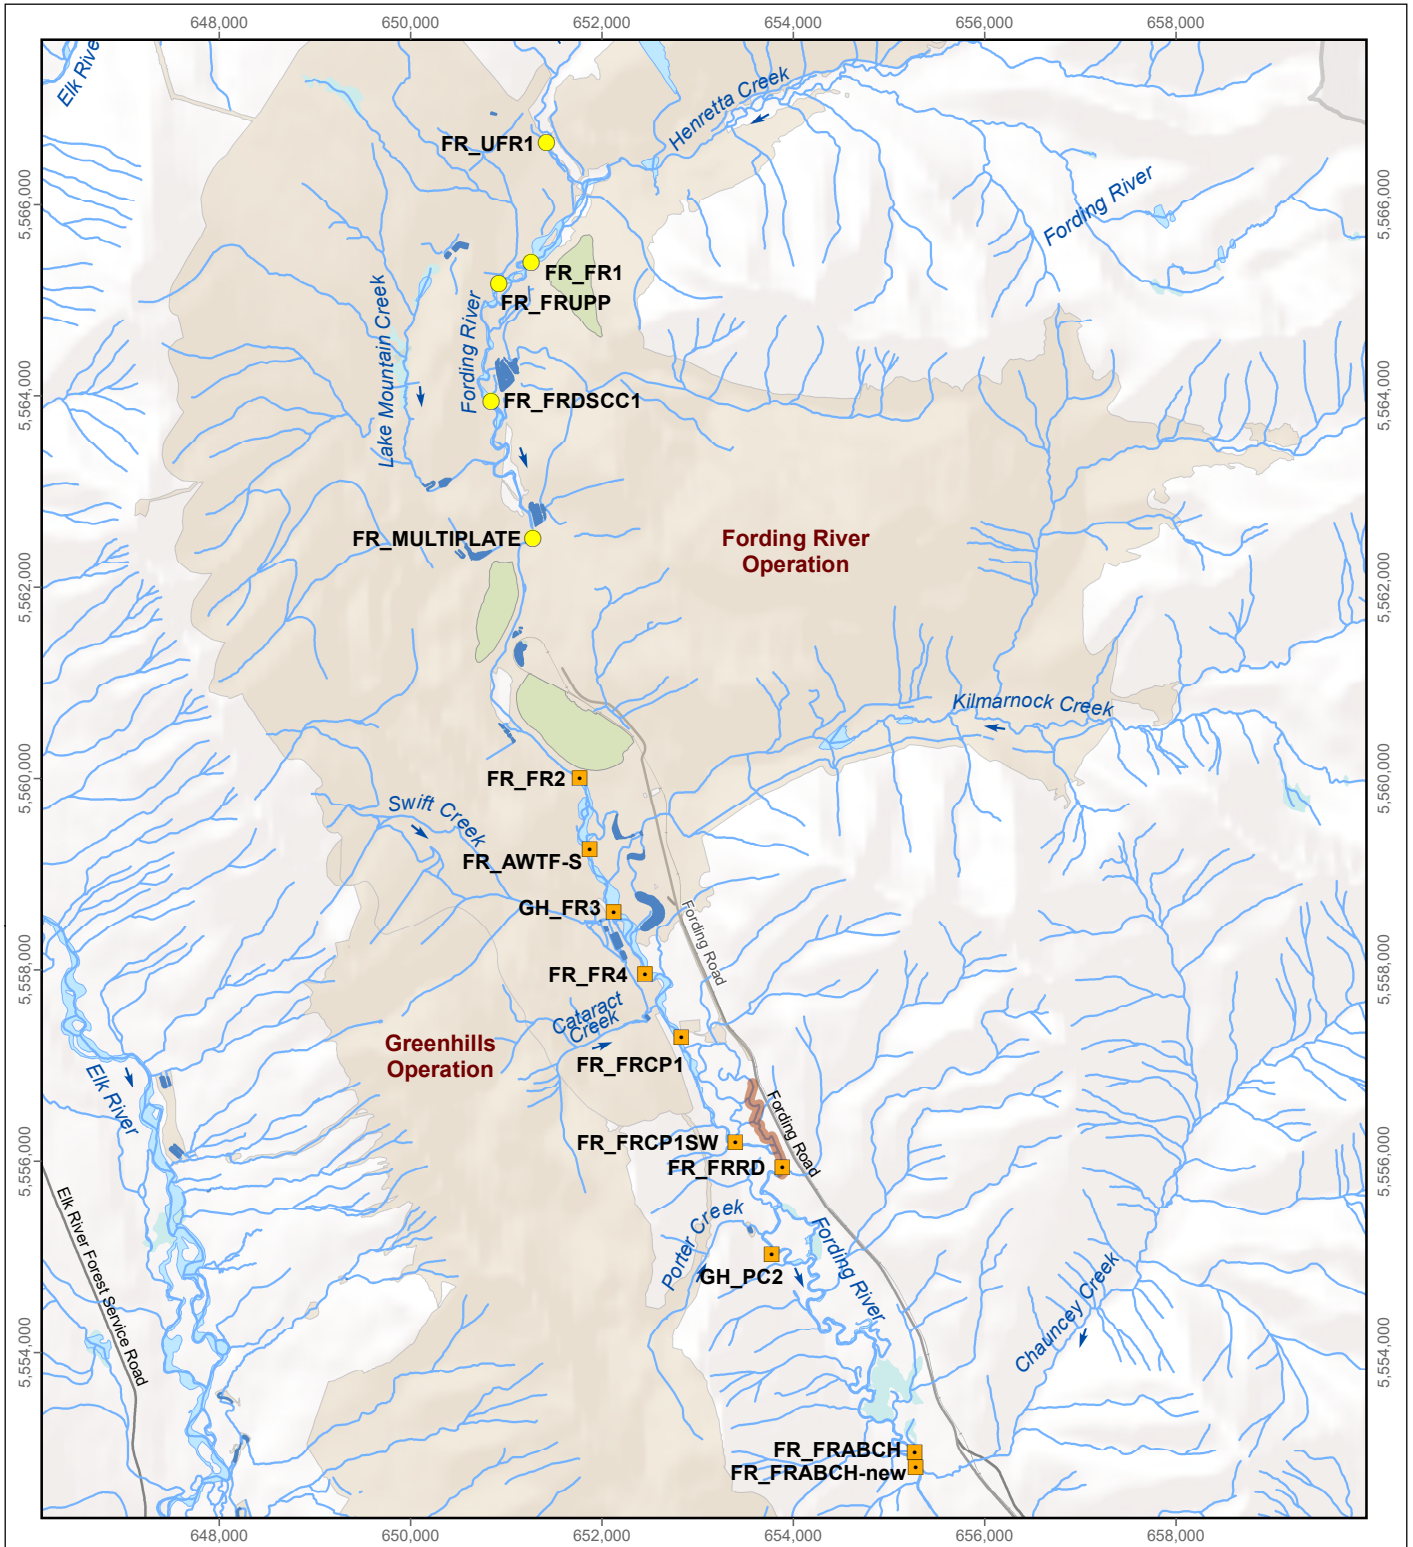 648,000
650,000
652,000
654,000
656,000
658,000
Elk Rive
Henretta Creek
FR_UFR1
Fording River
5,566,000
5,566,000
FR_FR1
FR_FRUPP
Lake Mountain Creek
Fording River
5,564,000
5,564,000
FR_FRDSCC1
FR_MULTIPLATE
Fording River
Operation
5,562,000
5,562,000
Kilmarnock Creek
FR_FR2
5,560,000
5,560,000
Swift Creek
FR_AWTF-S
GH_FR3
Fording Road
FR_FR4
5,558,000
5,558,000
Cataract
Creek
Greenhills
Operation
FR_FRCP1
Elk River
Fording Road
FR_FRCP1SW
FR_FRRD
5,556,000
5,556,000
Elk River Forest Service Road
Porter Creek
Fording River
GH_PC2
Chauncey Creek
5,554,000
5,554,000
FR_FRABCH
FR_FRABCH-new
648,000
650,000
652,000
654,000
656,000
658,000